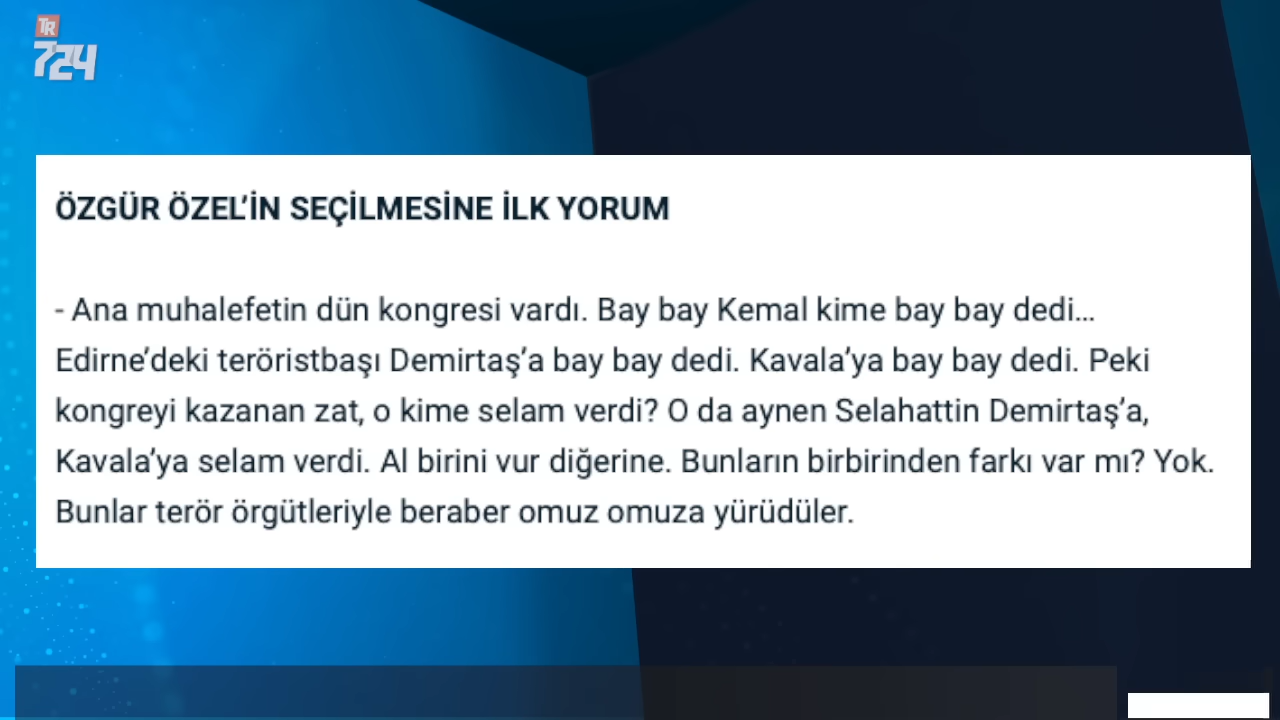 TR
724
ÖZGÜR ÖZEL’İN SEÇİLMESİNE İLK YORUM
- Ana muhalefetin dün kongresi vardı. Bay bay Kemal kime bay bay dedi…
Edirne’deki teröristbaşı Demirtaş’a bay bay dedi. Kavala’ya bay bay dedi. Peki
kongreyi kazanan zat, o kime selam verdi? O da aynen Selahattin Demirtaş’a,
Kavala’ya selam verdi. Al birini vur diğerine. Bunların birbirinden farkı var mı? Yok.
Bunlar terör örgütleriyle beraber omuz omuza yürüdüler.